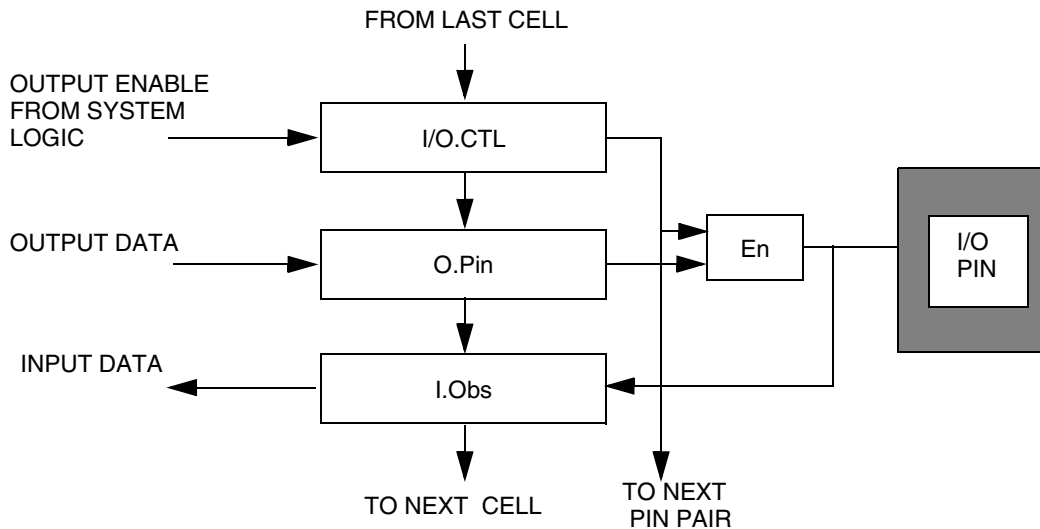 FROM LAST CELL
OUTPUT ENABLE
FROM SYSTEM
LOGIC
I/O.CTL
OUTPUT DATA
O.Pin
En
I/O
PIN
INPUT DATA
I.Obs
TO NEXT CELL
TO NEXT
PIN PAIR